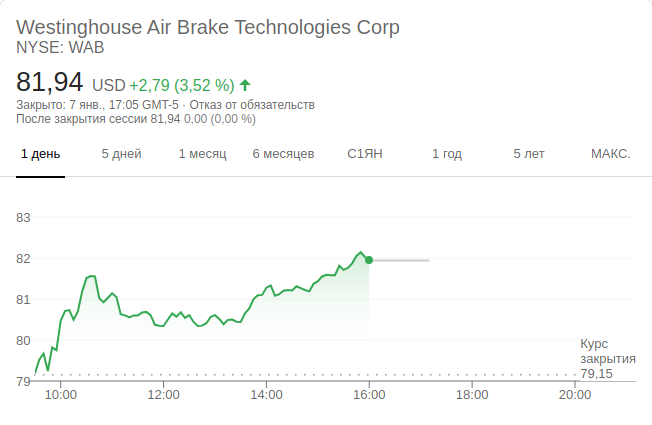 Westinghouse Air Brake Technologies Corp
NYSE: WAB
81,94 USD +2,79 (3,52 %)
Закрыто: 7 янв., 17:05 GMT-5 · Отказ от обязательств
После закрытия сессии 81,94 0,00 (0,00 %)
1 день 5 дней 1 месяц 6 месяцев С1ЯН 1 год 5 лет МАКС.
83
82
81
80
Курс
закрытия
79,15
79
10:00 12:00 14:00 16:00 18:00 20:00